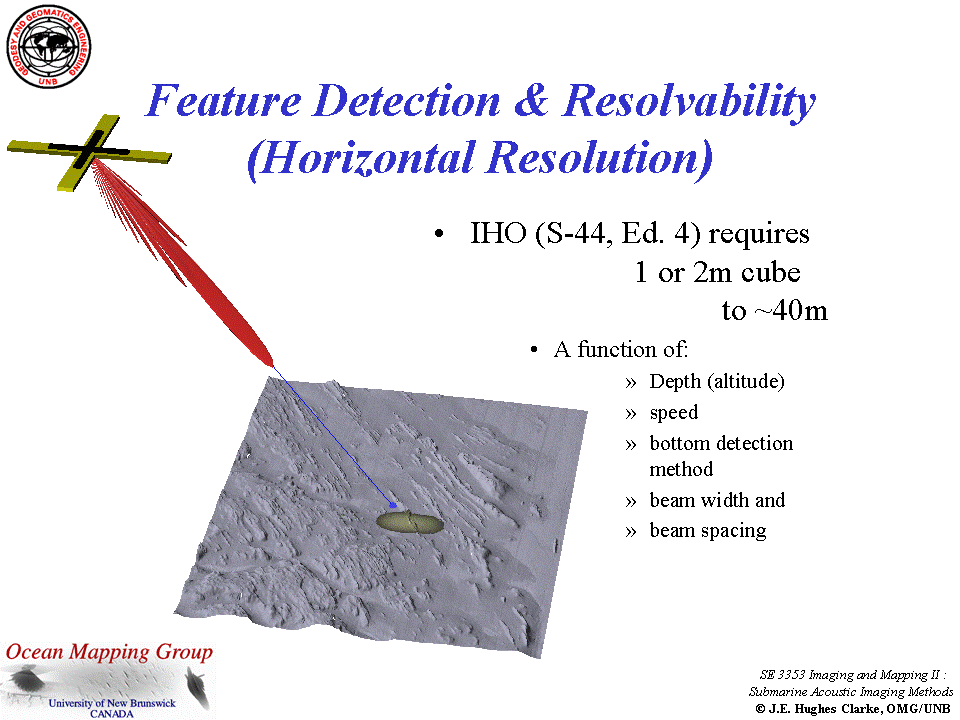 GEODESY AND GEOMATICS ENGINEERING
UNB
Feature Detection & Resolvability
(Horizontal Resolution)
• IHO (S-44, Ed. 4) requires
1 or 2m cube
to ~40m
• A function of:
» Depth (altitude)
» speed
» bottom detection
method
» beam width and
» beam spacing
Ocean Mapping Group
University of New Brunswick
CANADA
SE 3353 Imaging and Mapping II :
Submarine Acoustic Imaging Methods
© J.E. Hughes Clarke, OMG/UNB